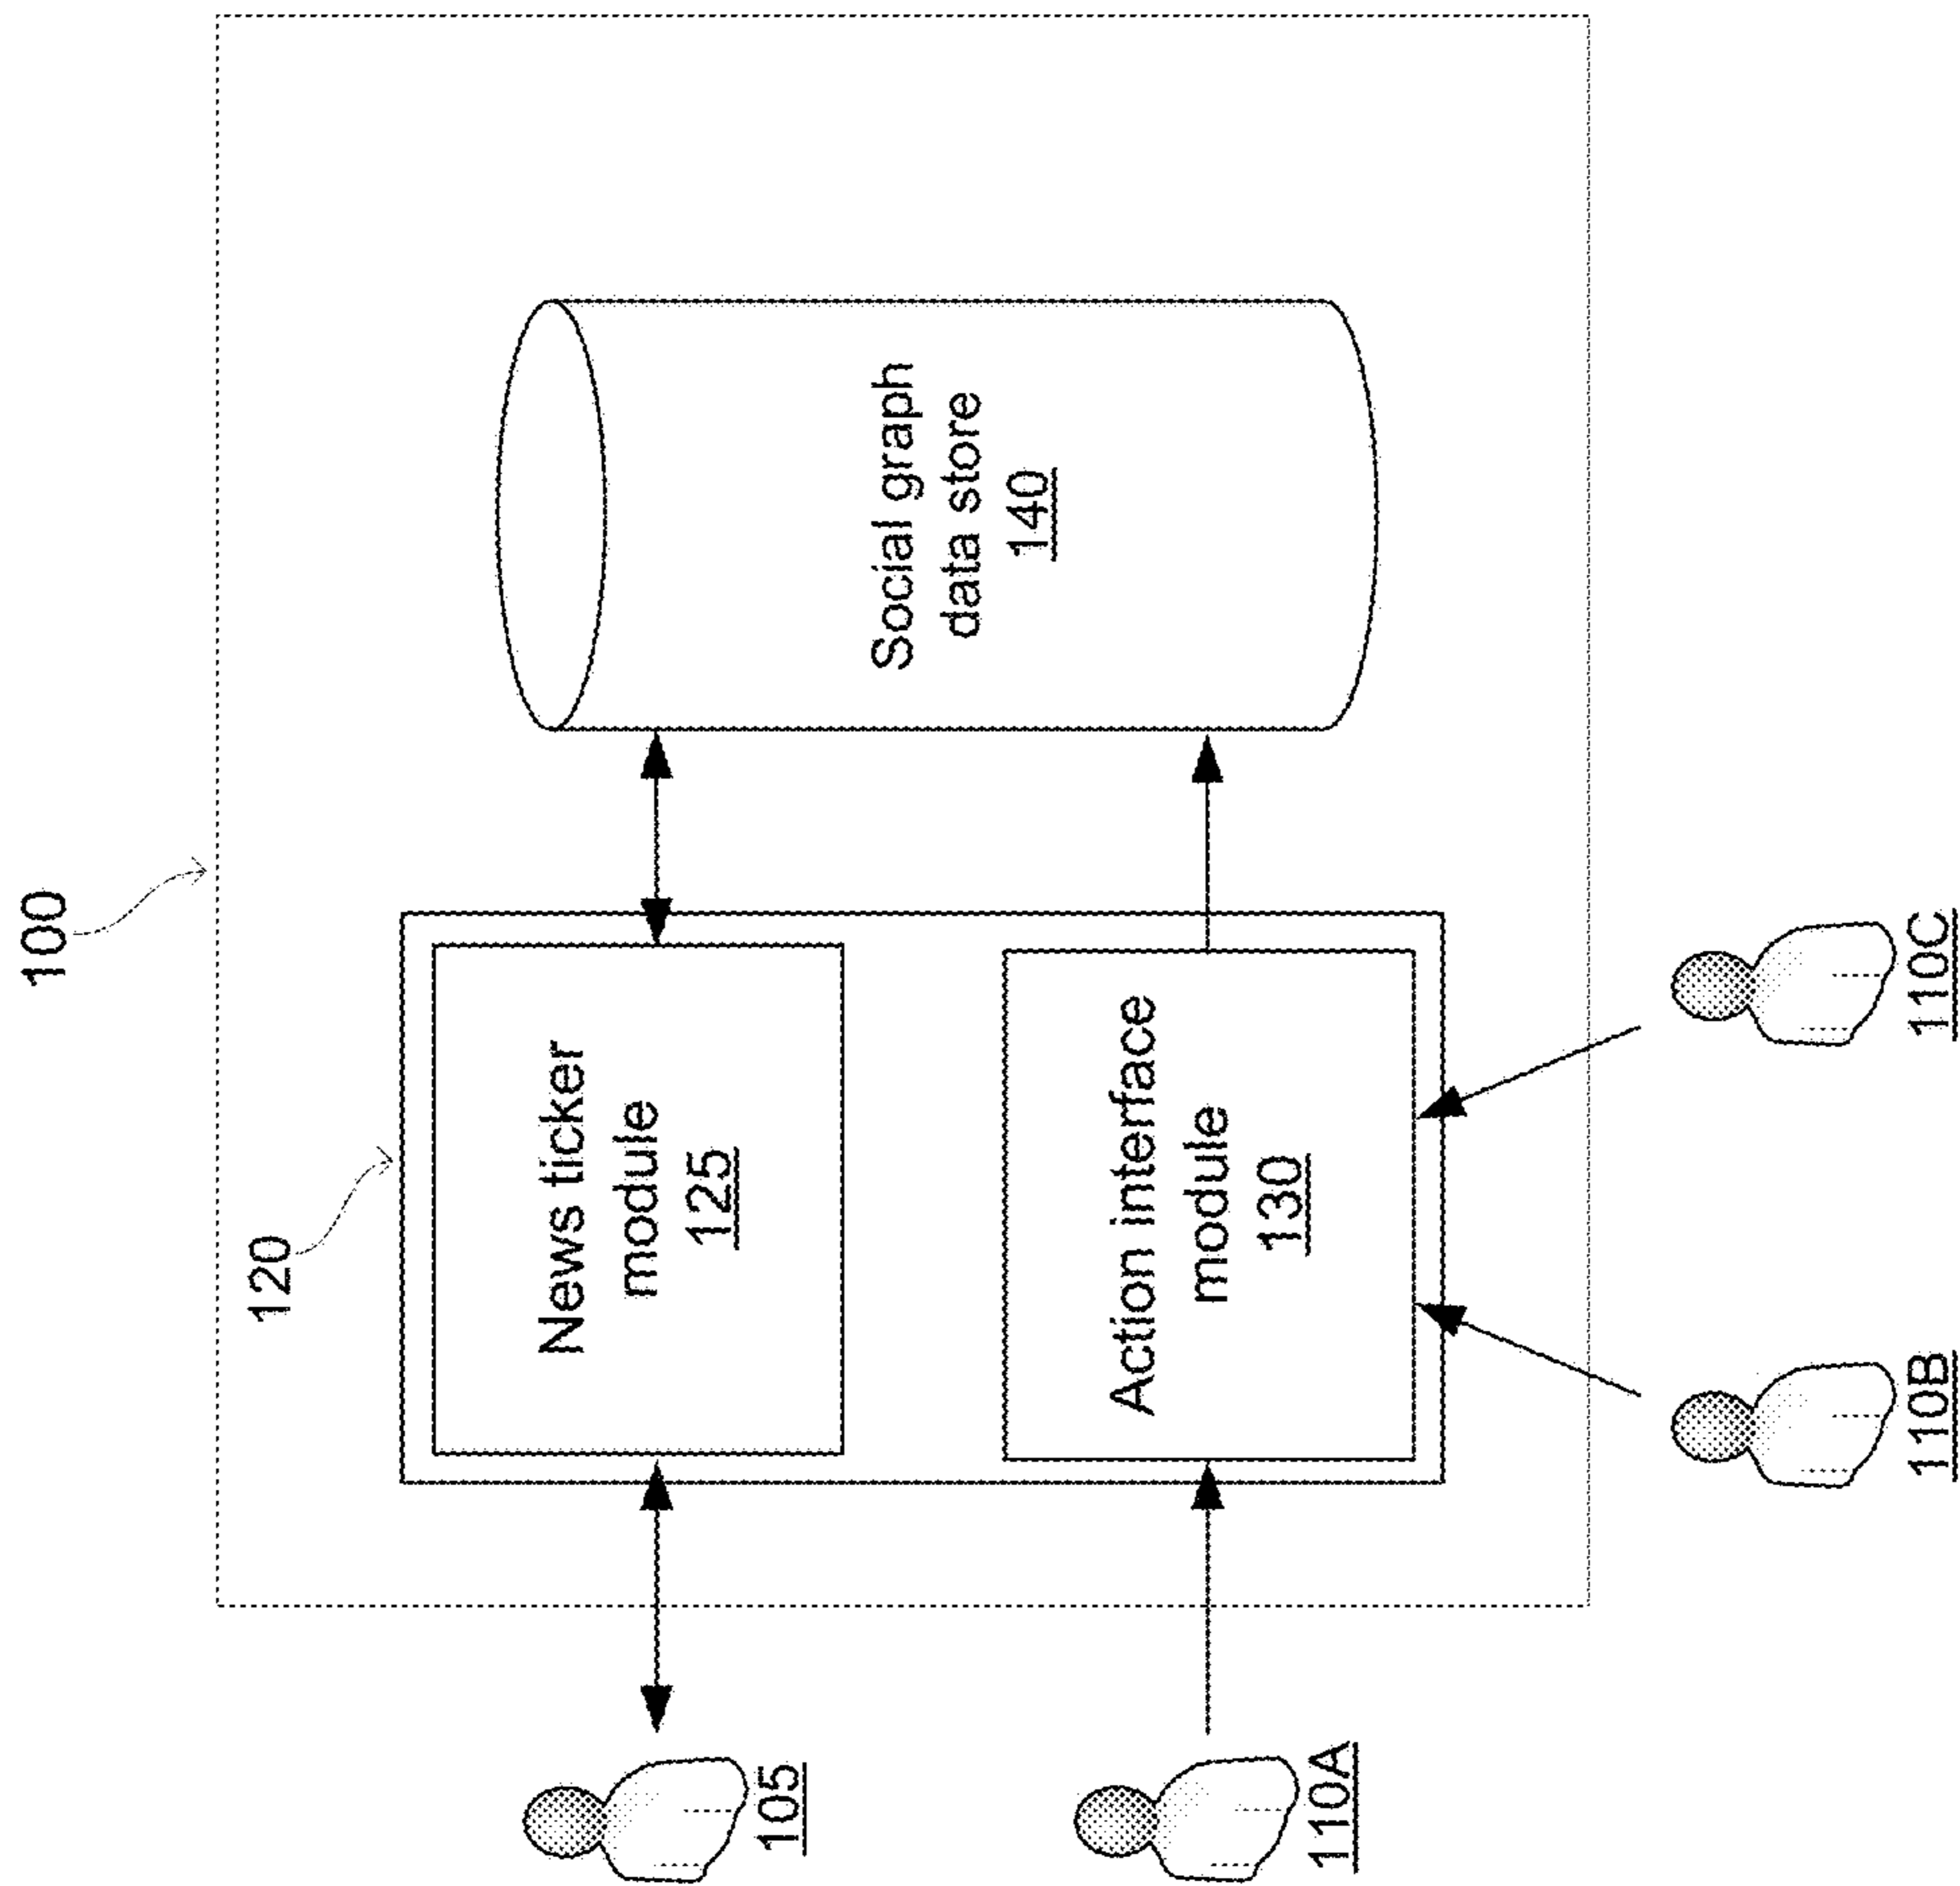 100
120
News ticker
module
125
Social graph
data store
140
Action interface
module
130
105
110A
110B
110C